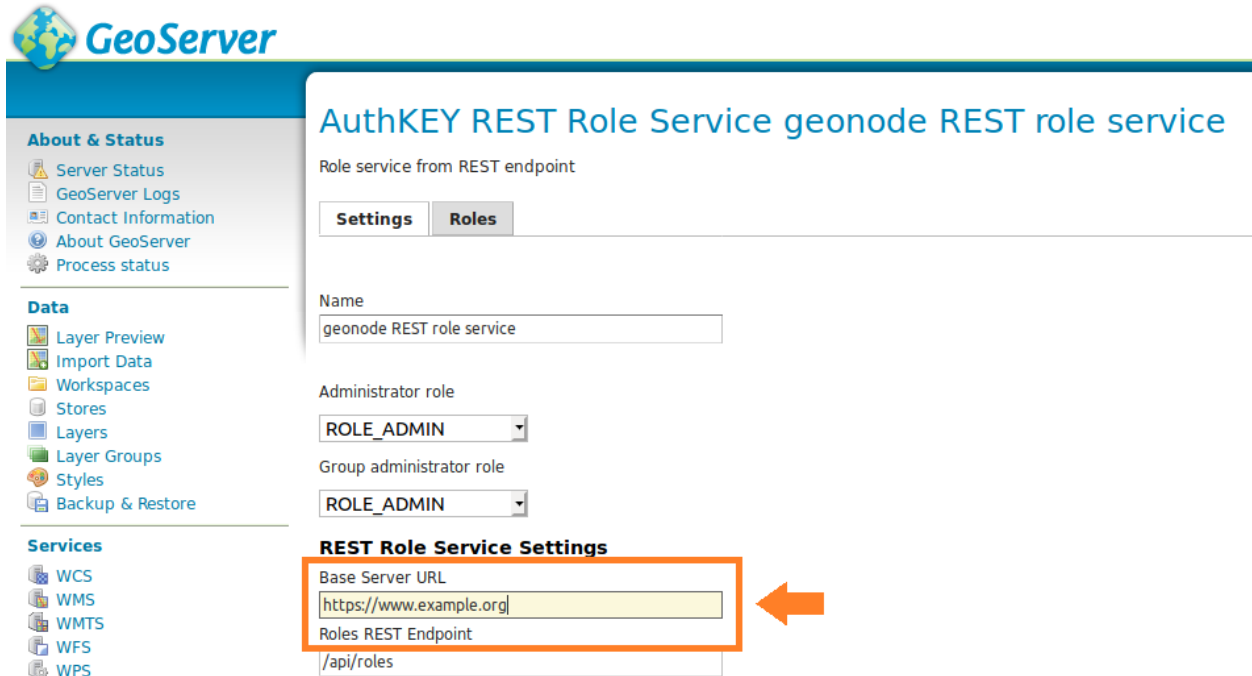 GeoServer
About & Status
Server Status
GeoServer Logs
Contact Information
About GeoServer
Process status
Data
Layer Preview
Import Data
Workspaces
Stores
Layers
Layer Groups
Styles
Backup & Restore
Services
WCS
WMS
WMTS
WFS
WPS
AuthKEY REST Role Service geonode REST role service
Role service from REST endpoint
Settings
Roles
Name
geonode REST role service
Administrator role
ROLE_ADMIN
Group administrator role
ROLE_ADMIN
REST Role Service Settings
Base Server URL
https://www.example.org
Roles REST Endpoint
/api/roles